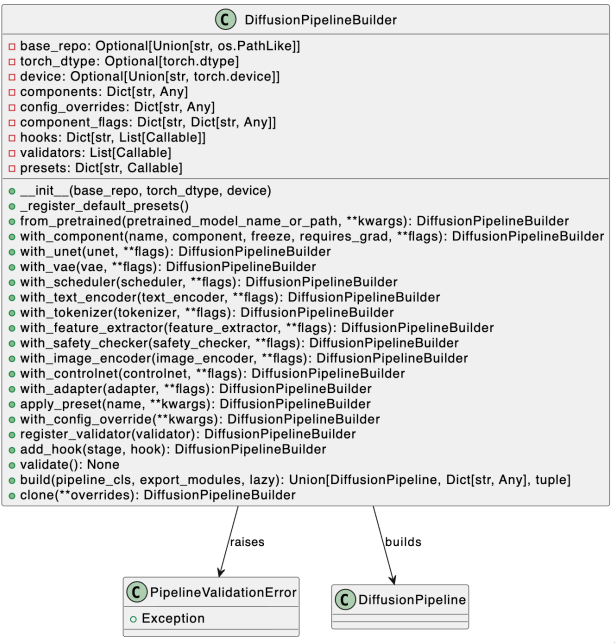 C DiffusionPipelineBuilder
base_repo: Optional[Union[str, os.PathLike]]
torch_dtype: Optional[torch.dtype]
device: Optional[Union[str, torch.device]]
components: Dict[str, Any]
config_overrides: Dict[str, Any]
component_flags: Dict[str, Dict[str, Any]]
hooks: Dict[str, List[Callable]]
validators: List[Callable]
presets: Dict[str, Callable]
__init__(base_repo, torch_dtype, device)
_register_default_presets()
from_pretrained(pretrained_model_name_or_path, **kwargs): DiffusionPipelineBuilder
with_component(name, component, freeze, requires_grad, **flags): DiffusionPipelineBuilder
with_unet(unet, **flags): DiffusionPipelineBuilder
with_vae(vae, **flags): DiffusionPipelineBuilder
with_scheduler(scheduler, **flags): DiffusionPipelineBuilder
with_text_encoder(text_encoder, **flags): DiffusionPipelineBuilder
with_tokenizer(tokenizer, **flags): DiffusionPipelineBuilder
with_feature_extractor(feature_extractor, **flags): DiffusionPipelineBuilder
with_safety_checker(safety_checker, **flags): DiffusionPipelineBuilder
with_image_encoder(image_encoder, **flags): DiffusionPipelineBuilder
with_controlnet(controlnet, **flags): DiffusionPipelineBuilder
with_adapter(adapter, **flags): DiffusionPipelineBuilder
apply_preset(name, **kwargs): DiffusionPipelineBuilder
with_config_override(**kwargs): DiffusionPipelineBuilder
register_validator(validator): DiffusionPipelineBuilder
add_hook(stage, hook): DiffusionPipelineBuilder
validate(): None
build(pipeline_cls, export_modules, lazy): Union[DiffusionPipeline, Dict[str, Any], tuple]
clone(**overrides): DiffusionPipelineBuilder
raises
builds
C PipelineValidationError
Exception
C DiffusionPipeline